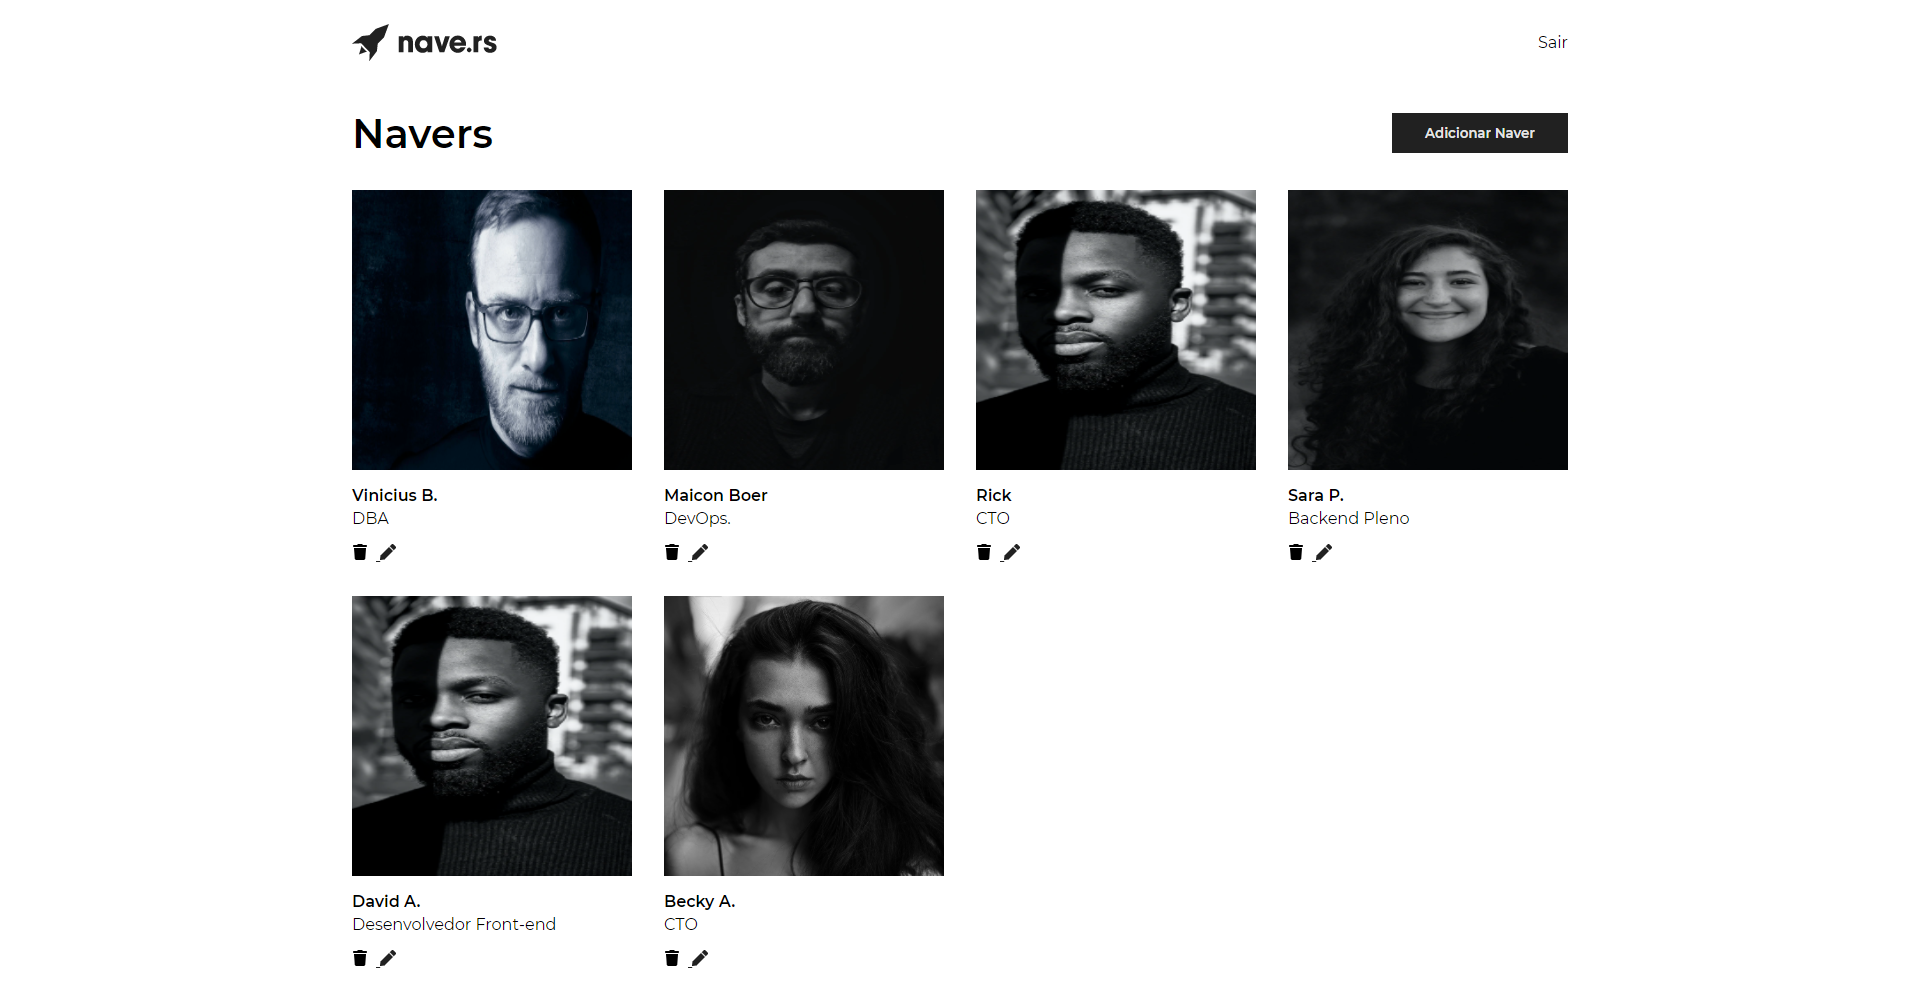 nave.rs
Sair
Navers
Adicionar Naver
Vinicius B.
DBA
Maicon Boer
DevOps.
Rick
CTO
Sara P.
Backend Pleno
David A.
Desenvolvedor Front-end
Becky A.
CTO